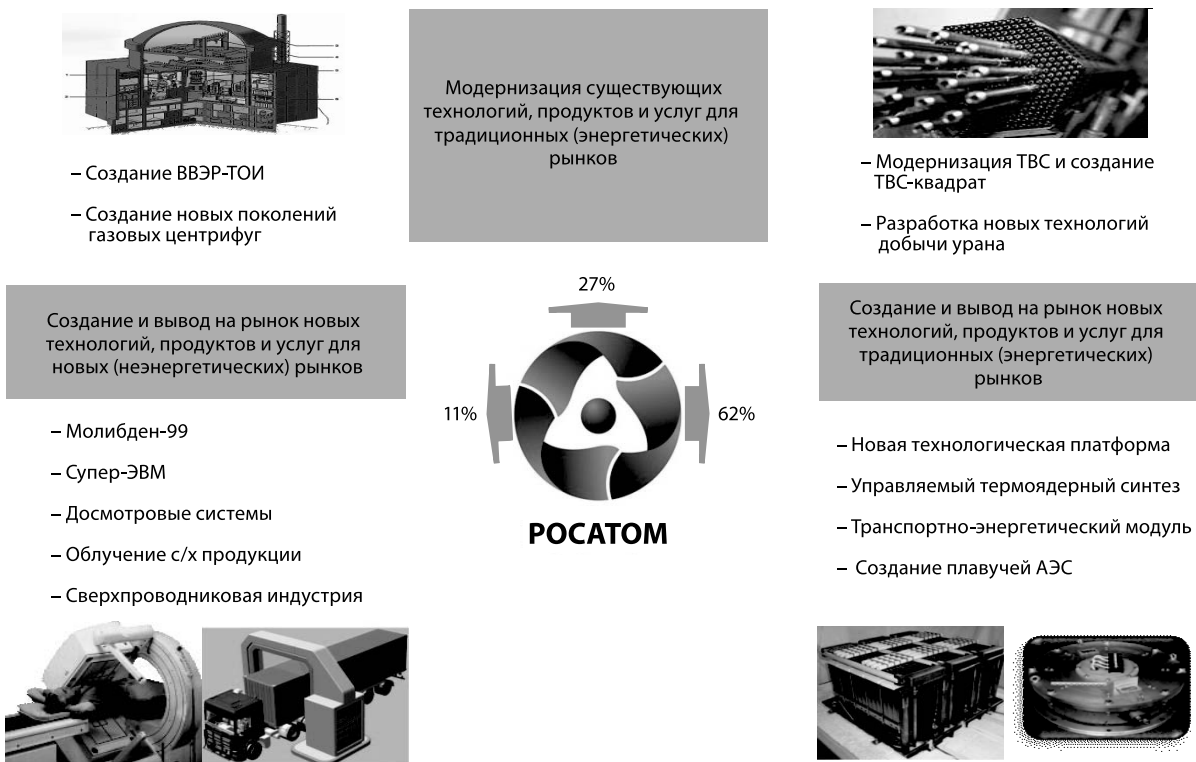 Модернизация существующих
технологий, продуктов и услуг для
традиционных (энергетических)
рынков
– Создание ВВЭР-ТОИ
– Создание новых поколений
газовых центрифуг
– Модернизация ТВС и создание
ТВС-квадрат
– Разработка новых технологий
добычи урана
27%
Создание и вывод на рынок новых
технологий, продуктов и услуг для
новых (неэнергетических) рынков
11%
62%
РОСАТОМ
Создание и вывод на рынок новых
технологий, продуктов и услуг для
традиционных (энергетических)
рынков
– Молибден-99
– Супер-ЭВМ
– Досмотровые системы
– Облучение с/х продукции
– Сверхпроводниковая индустрия
– Новая технологическая платформа
– Управляемый термоядерный синтез
– Транспортно-энергетический модуль
– Создание плавучей АЭС